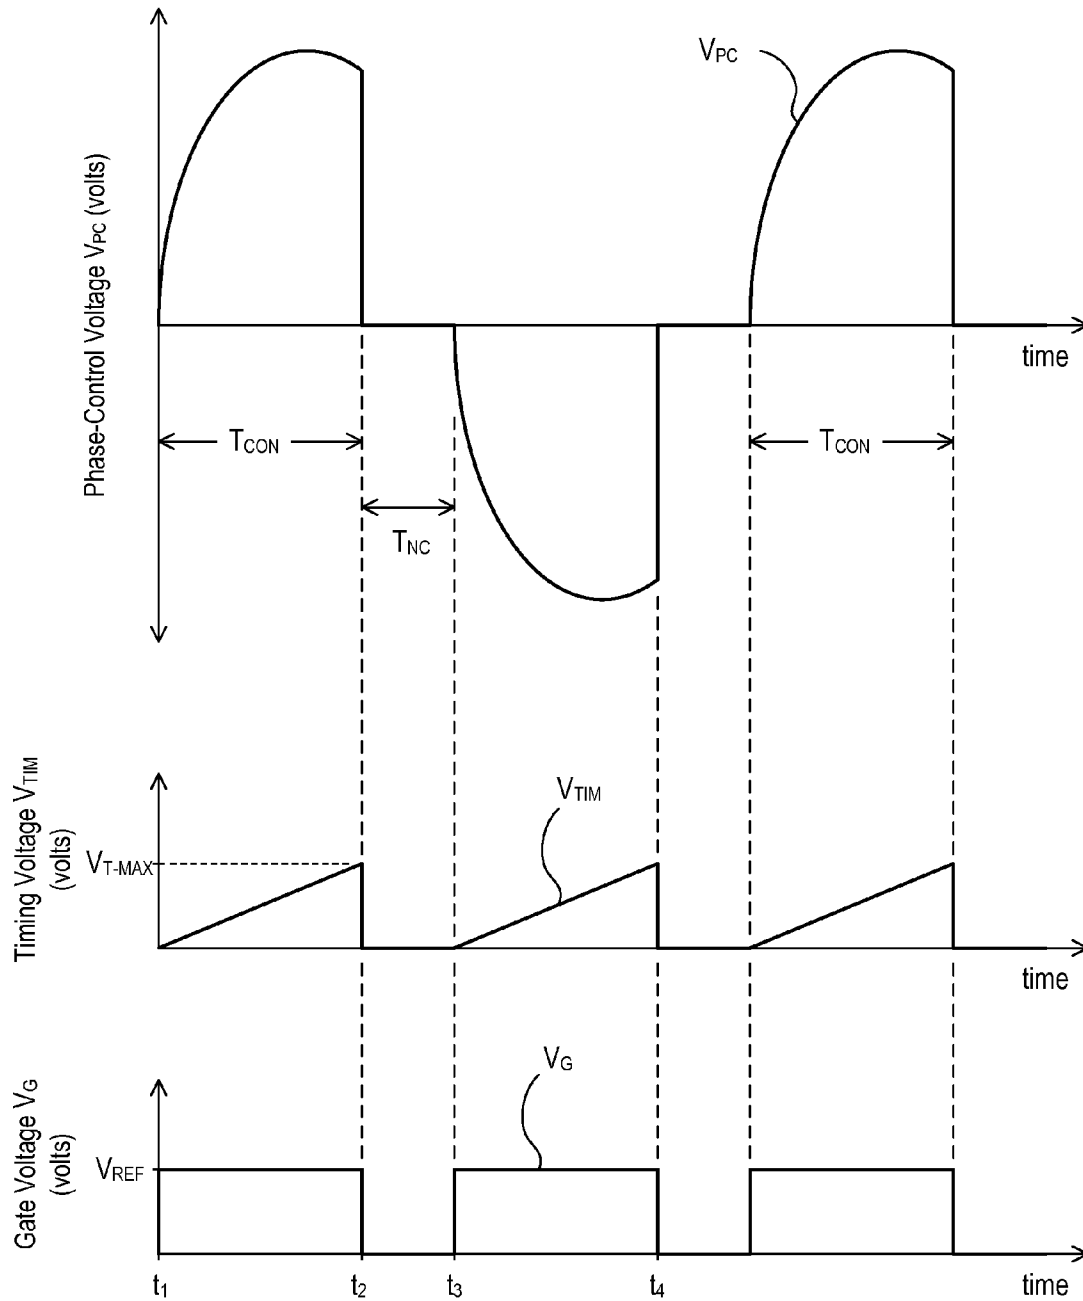 Phase-Control Voltage VPC (volts)
VPC
time
TCON
TCON
TNC
Timing Voltage VTIM
(volts)
VTIM
VT-MAX
time
Gate Voltage VG
(volts)
VG
VREF
t1
t2
t3
t4
time